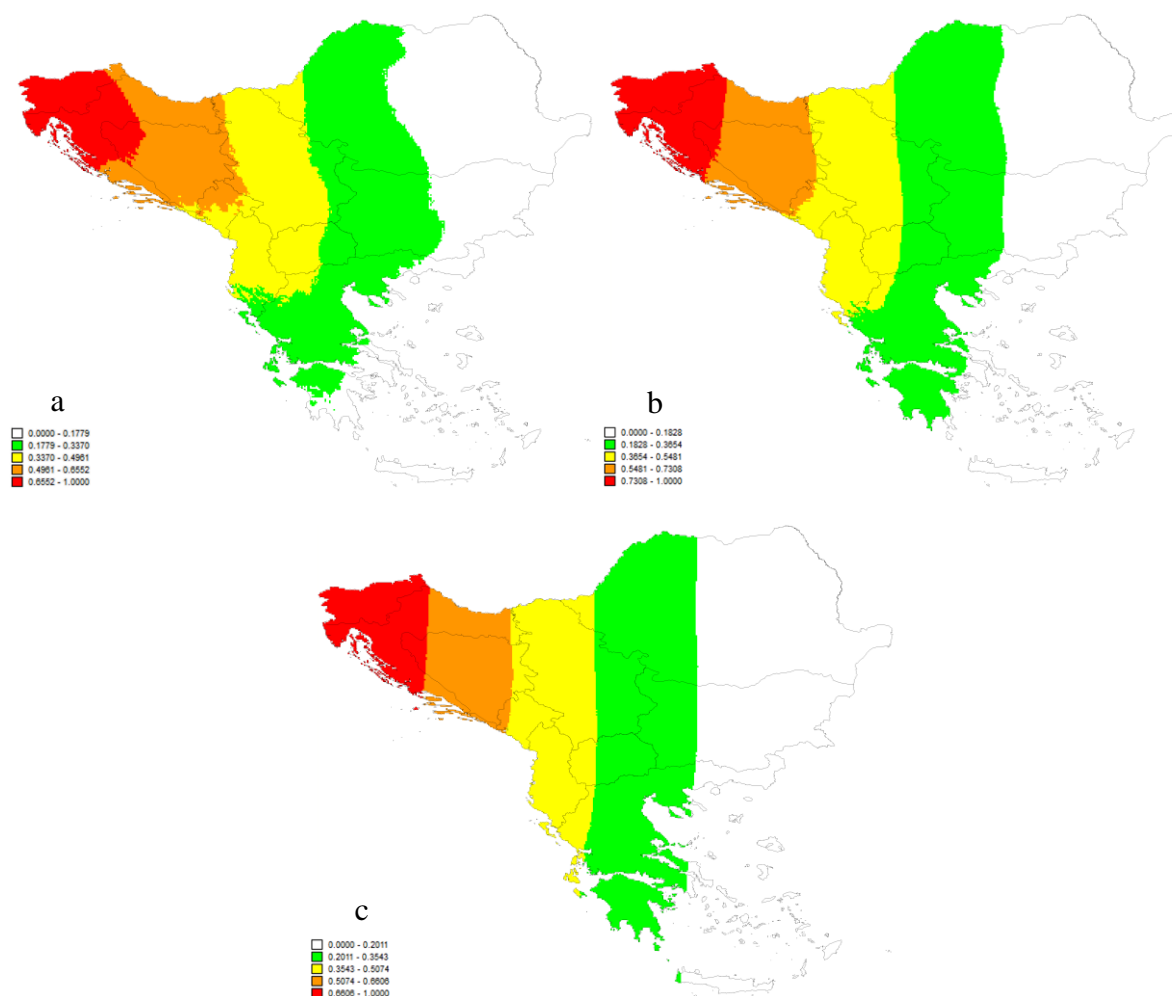 a
0.0000 - 0.1779
0.1779 - 0.3370
0.3370 - 0.4961
0.4961 - 0.6552
0.6552 - 1.0000
b
0.0000 - 0.1828
0.1828 - 0.3654
0.3654 - 0.5481
0.5481 - 0.7308
0.7308 - 1.0000
c
0.0000 - 0.2011
0.2011 - 0.3543
0.3543 - 0.5074
0.5074 - 0.6606
0.6606 - 1.0000